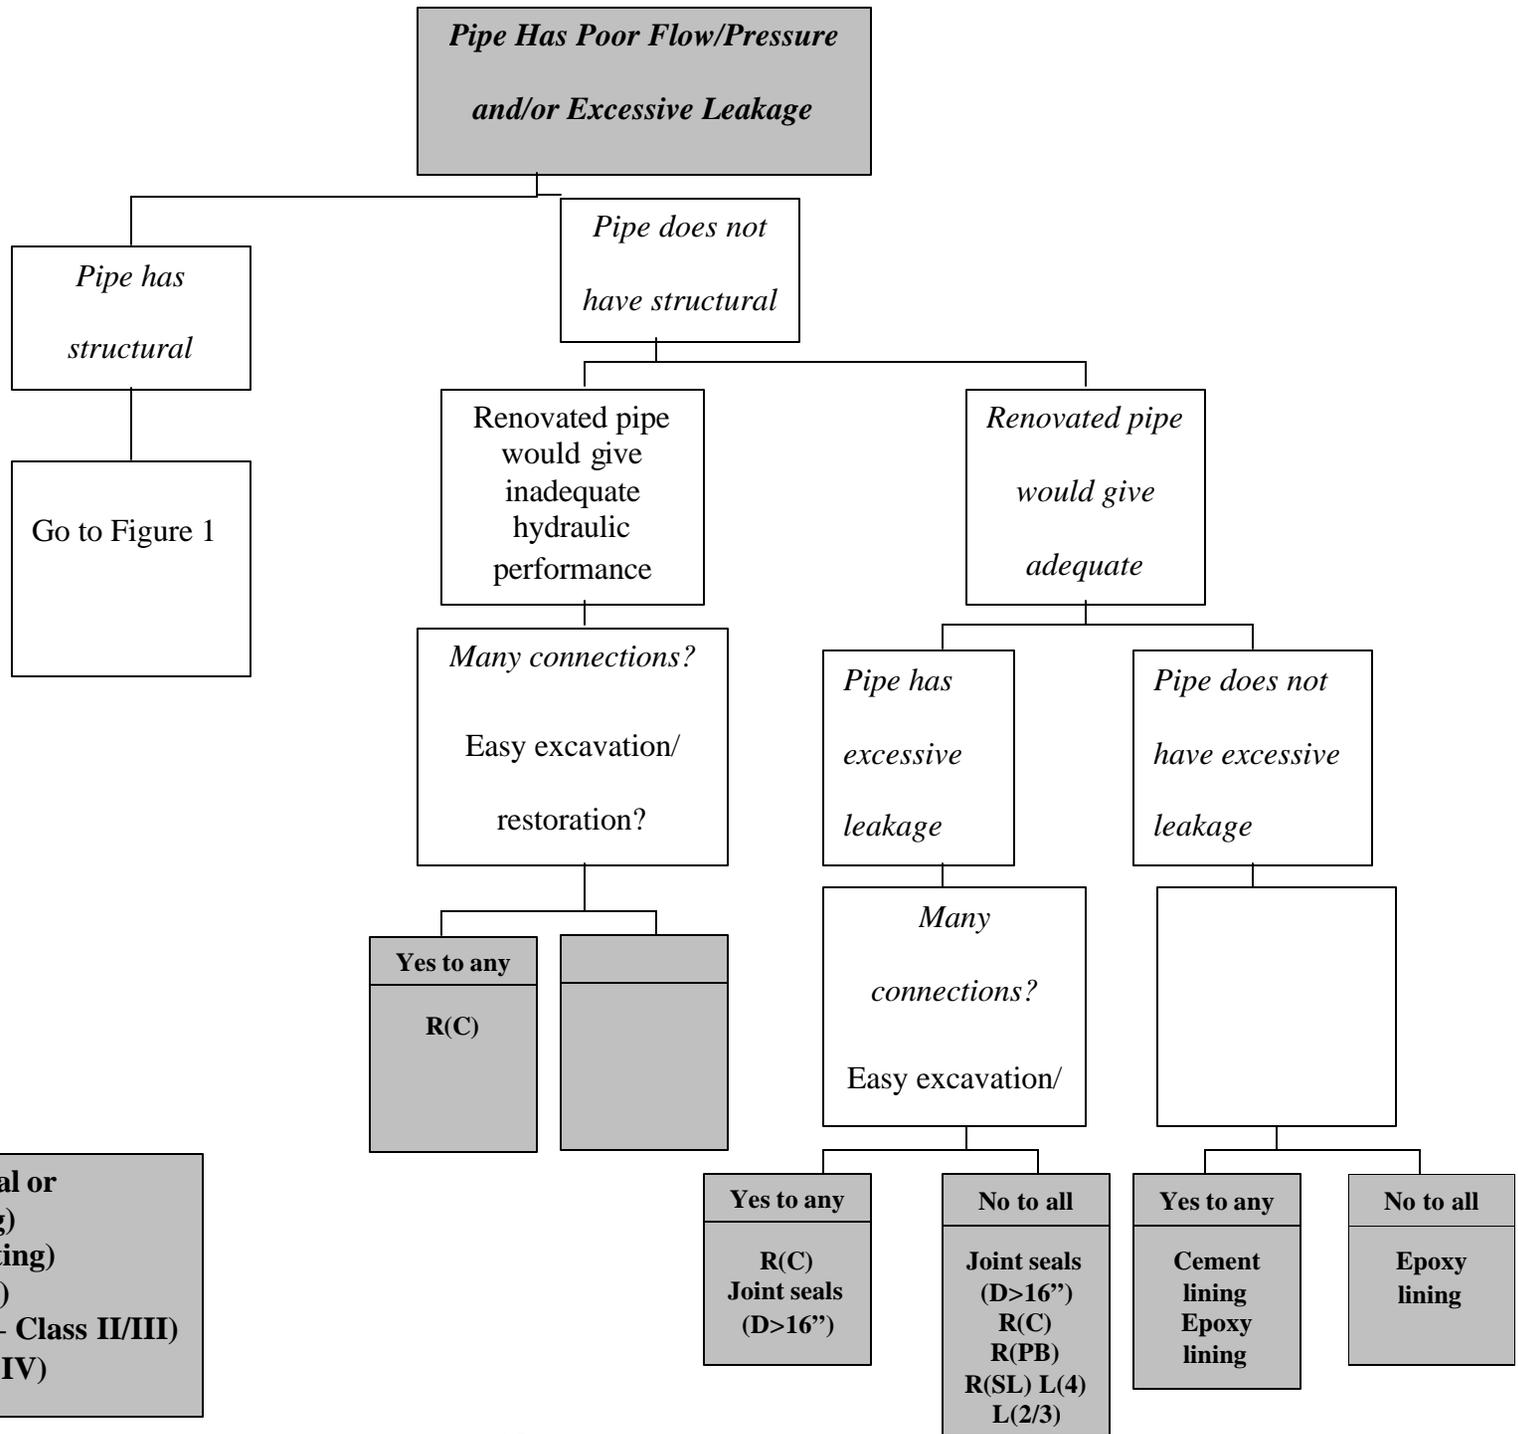 Pipe Has Poor Flow/Pressure
and/or Excessive Leakage
Pipe does not
have structural
Pipe has
structural
Go to Figure 1
Renovated pipe
would give
inadequate
hydraulic
performance
Renovated pipe
would give
adequate
Many connections?
Easy excavation/
restoration?
Pipe has
excessive
leakage
Pipe does not
have excessive
leakage
Many
connections?
Easy excavation/
Yes to any
R(C)
Yes to any
R(C)
Joint seals
(D>16”)
No to all
Joint seals
(D>16”)
R(C)
R(PB)
R(SL) L(4)
L(2/3)
Yes to any
Cement
lining
Epoxy
lining
No to all
Epoxy
lining
al or
g)
ting)
)
- Class II/III)
IV)